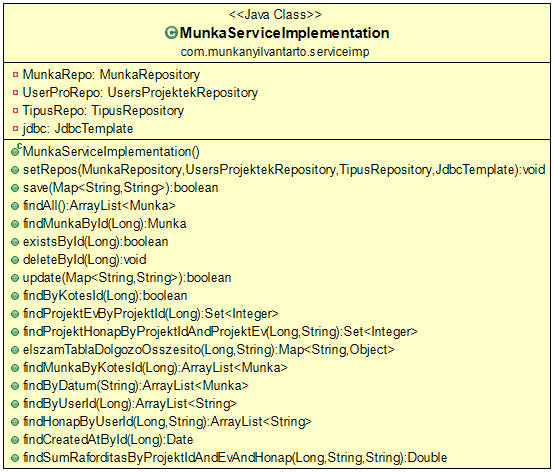 <<Java Class>>
MunkaServiceImplementation
com.munkanyilvantarto.serviceimp
MunkaRepo: MunkaRepository
UserProRepo: UsersProjektekRepository
TipusRepo: TipusRepository
jdbc: JdbcTemplate
MunkaServiceImplementation()
setRepos(MunkaRepository,UsersProjektekRepository,TipusRepository,JdbcTemplate):void
save(Map<String,String>):boolean
findAll():ArrayList<Munka>
findMunkaById(Long):Munka
existsById(Long):boolean
deleteById(Long):void
update(Map<String,String>):boolean
findByKotesId(Long):boolean
findProjektEvByProjektId(Long):Set<Integer>
findProjektHonapByProjektIdAndProjektEv(Long,String):Set<Integer>
elszamTablaDolgozoOsszesito(Long,String):Map<String,Object>
findMunkaByKotesId(Long):ArrayList<Munka>
findByDatum(String):ArrayList<Munka>
findByUserId(Long):ArrayList<String>
findHonapByUserId(Long,String):ArrayList<String>
findCreatedAtById(Long):Date
findSumRaforditasByProjektIdAndEvAndHonap(Long,String,String):Double